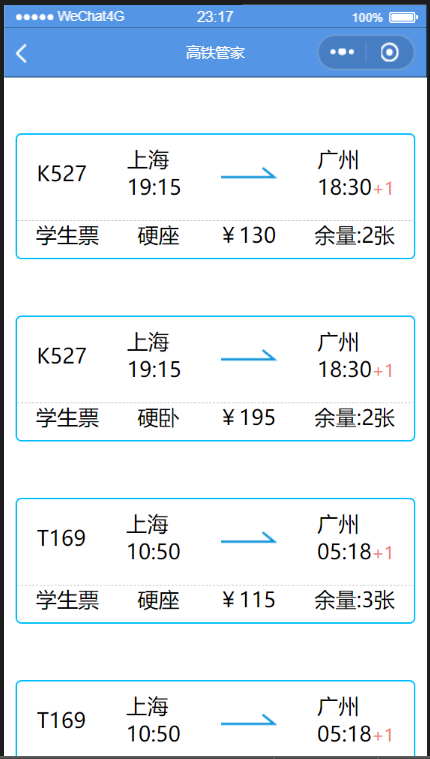 WeChat4G 23:17 100%
高铁管家
K527 上海 广州
19:15 18:30+1
学生票 硬座 ￥130 余量:2张
K527 上海 广州
19:15 18:30+1
学生票 硬卧 ￥195 余量:2张
T169 上海 广州
10:50 05:18+1
学生票 硬座 ￥115 余量:3张
T169 上海 广州
10:50 05:18+1